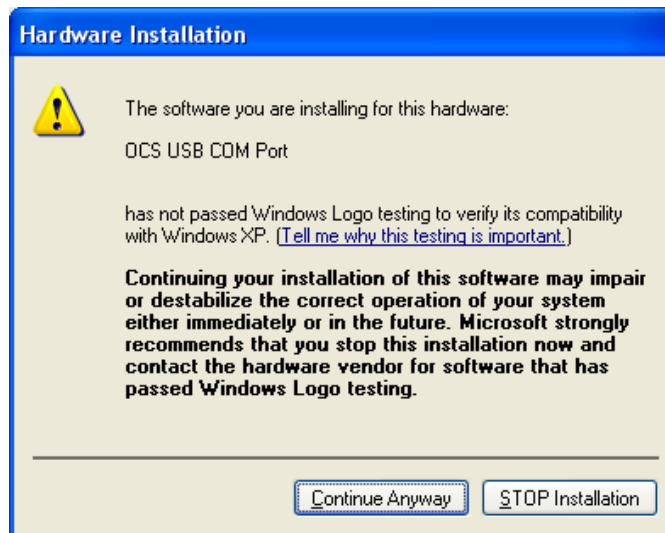 Hardware Installation
The software you are installing for this hardware:
OCS USB COM Port
has not passed Windows Logo testing to verify its compatibility
with Windows XP. (Tell me why this testing is important.)
Continuing your installation of this software may impair
or destabilize the correct operation of your system
either immediately or in the future. Microsoft strongly
recommends that you stop this installation now and
contact the hardware vendor for software that has
passed Windows Logo testing.
Continue Anyway
STOP Installation